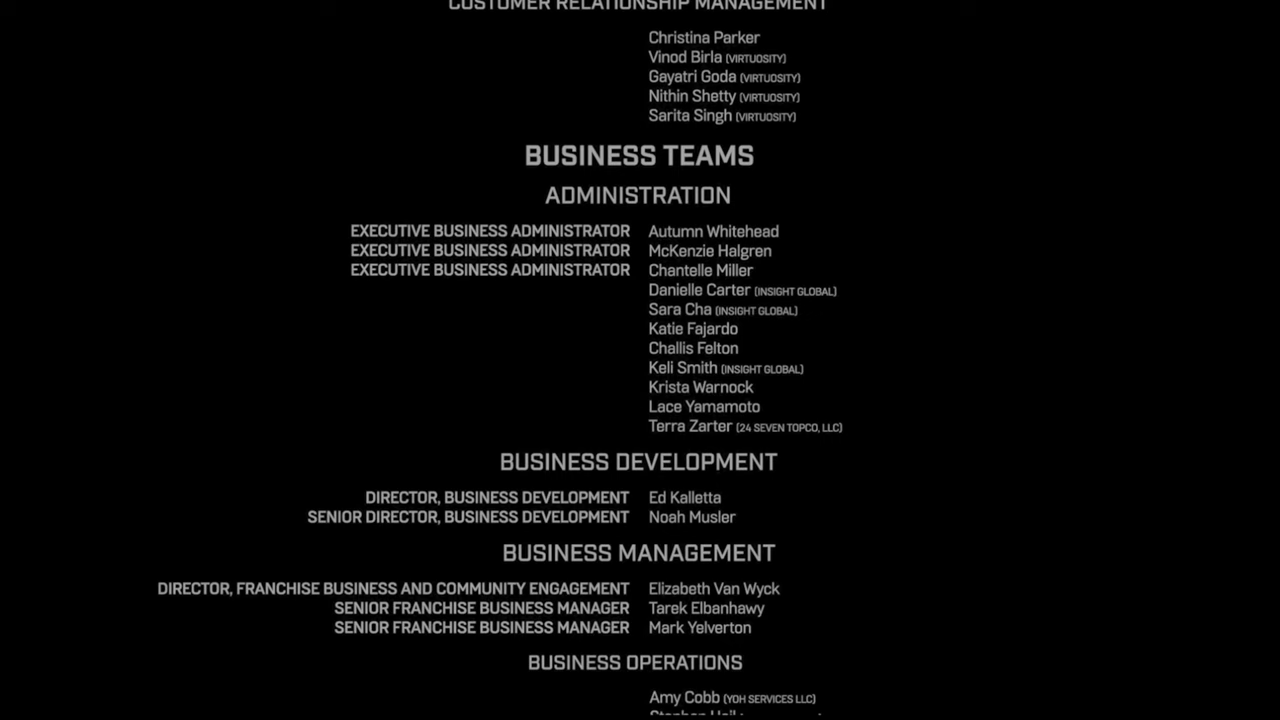 CUSTOMER RELATIONSHIP MANAGEMENT
Christina Parker
Vinod Birla (VIRTUOSITY)
Gayatri Goda (VIRTUOSITY)
Nithin Shetty (VIRTUOSITY)
Sarita Singh (VIRTUOSITY)
BUSINESS TEAMS
ADMINISTRATION
EXECUTIVE BUSINESS ADMINISTRATOR Autumn Whitehead
EXECUTIVE BUSINESS ADMINISTRATOR McKenzie Halgren
EXECUTIVE BUSINESS ADMINISTRATOR Chantelle Miller
Danielle Carter (INSIGHT GLOBAL)
Sara Cha (INSIGHT GLOBAL)
Katie Fajardo
Challis Felton
Keli Smith (INSIGHT GLOBAL)
Krista Warnock
Lace Yamamoto
Terra Zarter (24 SEVEN TOPCO, LLC)
BUSINESS DEVELOPMENT
DIRECTOR, BUSINESS DEVELOPMENT Ed Kalletta
SENIOR DIRECTOR, BUSINESS DEVELOPMENT Noah Musler
BUSINESS MANAGEMENT
DIRECTOR, FRANCHISE BUSINESS AND COMMUNITY ENGAGEMENT Elizabeth Van Wyck
SENIOR FRANCHISE BUSINESS MANAGER Tarek Elbanhawy
SENIOR FRANCHISE BUSINESS MANAGER Mark Yelverton
BUSINESS OPERATIONS
Amy Cobb (YOH SERVICES LLC)